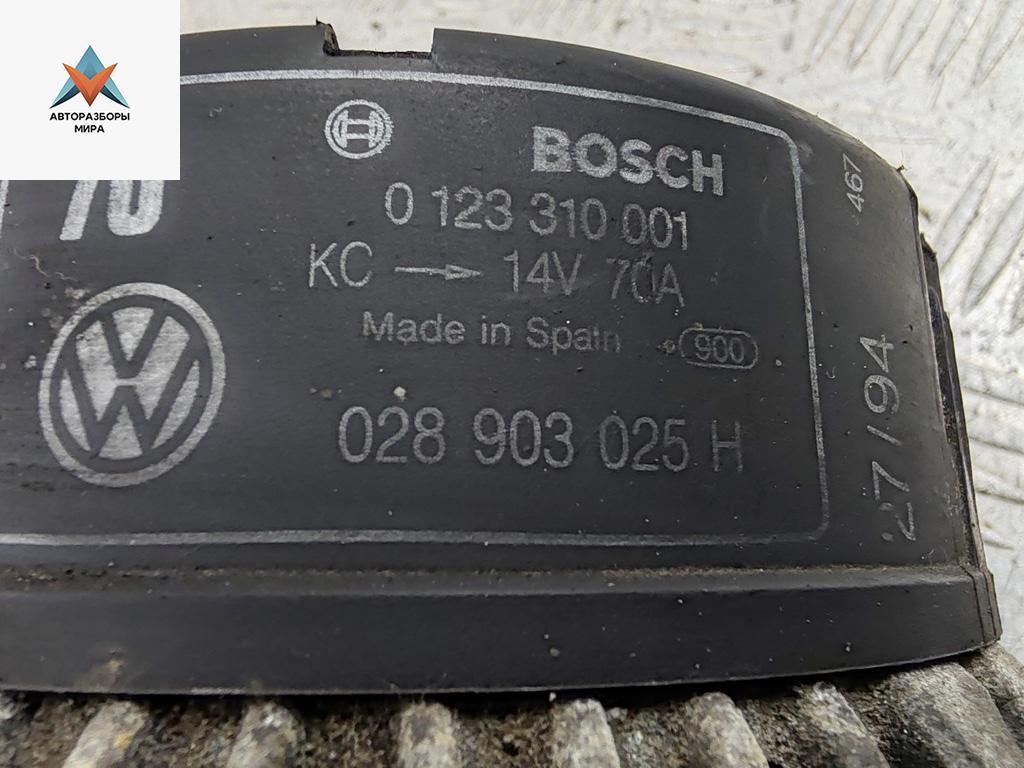 АВТОРАЗБОРЫ
МИРА
70
BOSCH
0 123 310 001
KC → 14V 70A
Made in Spain 900
028 903 025 H
467
27/94